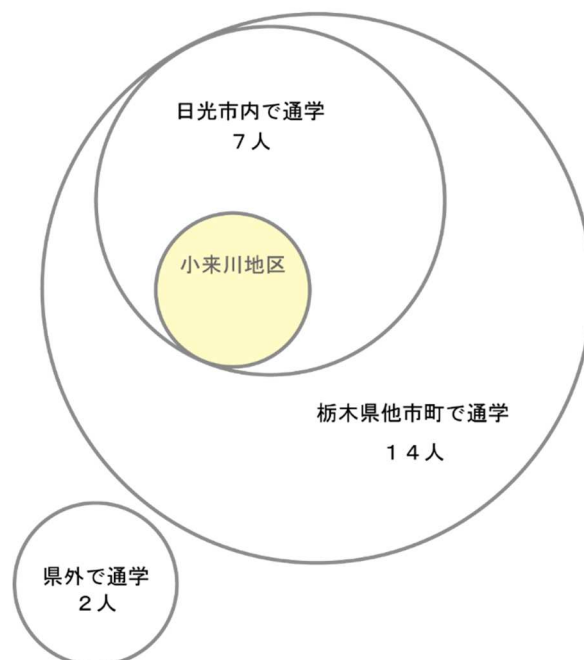 日光市内で通学
７人
小来川地区
栃木県他市町で通学
１４人
県外で通学
２人